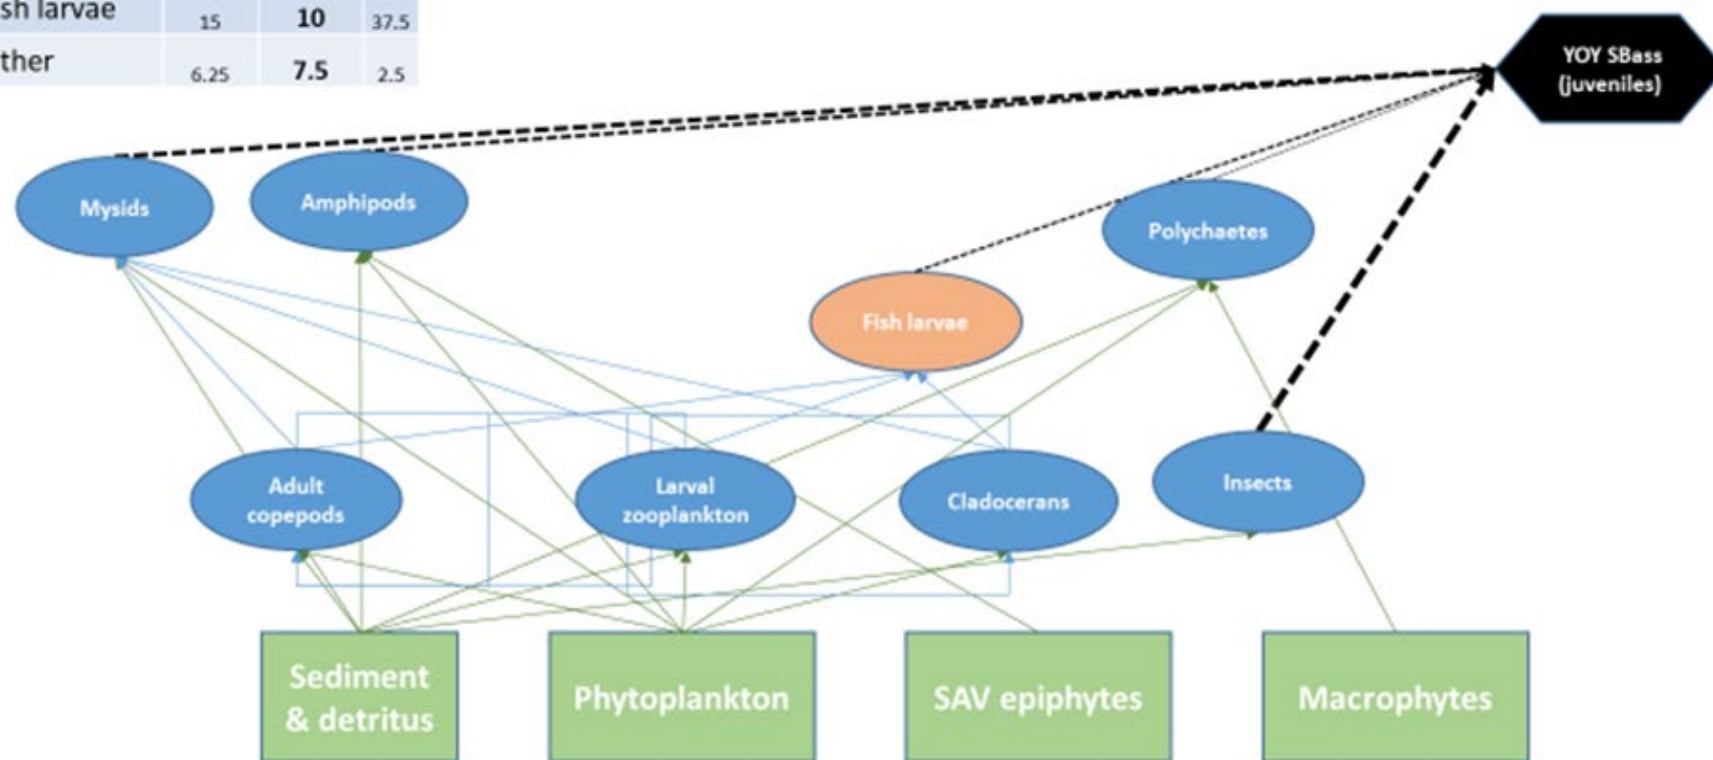 sh larvae 15 10 37.5
ther 6.25 7.5 2.5
YOY SBass
(juveniles)
Mysids
Amphipods
Polychaetes
Fish larvae
Adult
copepods
Larval
zooplankton
Cladocerans
Insects
Sediment
& detritus
Phytoplankton
SAV epiphytes
Macrophytes